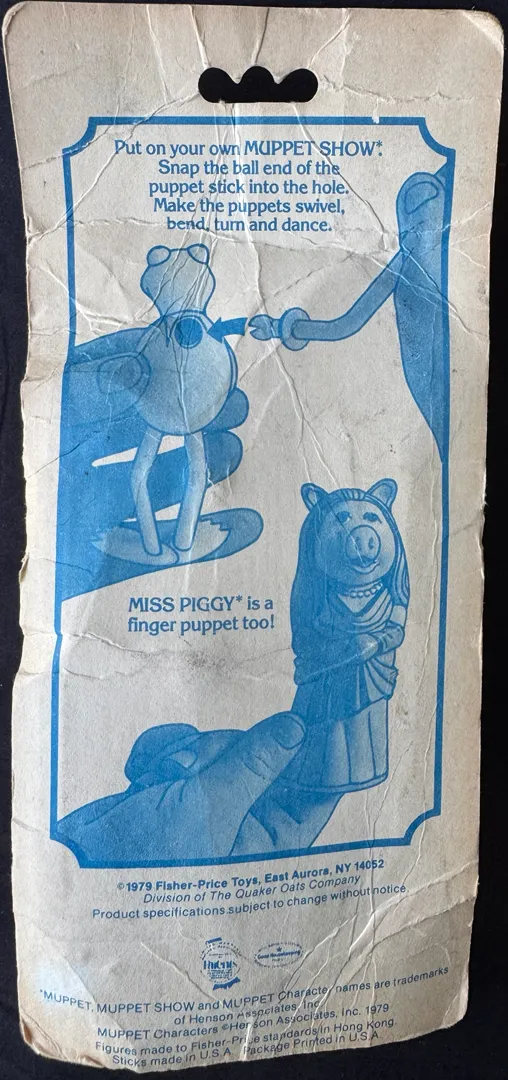 Put on your own MUPPET SHOW*.
Snap the ball end of the
puppet stick into the hole.
Make the puppets swivel,
bend, turn and dance.
MISS PIGGY* is a
finger puppet too!
©1979 Fisher-Price Toys, East Aurora, NY 14052
Division of The Quaker Oats Company
Product specifications subject to change without notice.
Parents
Good Housekeeping
*MUPPET, MUPPET SHOW and MUPPET Character names are trademarks
of Henson Associates, Inc.
MUPPET Characters ©Henson Associates, Inc. 1979
Figures made to Fisher-Price standards in Hong Kong.
Sticks made in U.S.A. Package Printed in U.S.A.